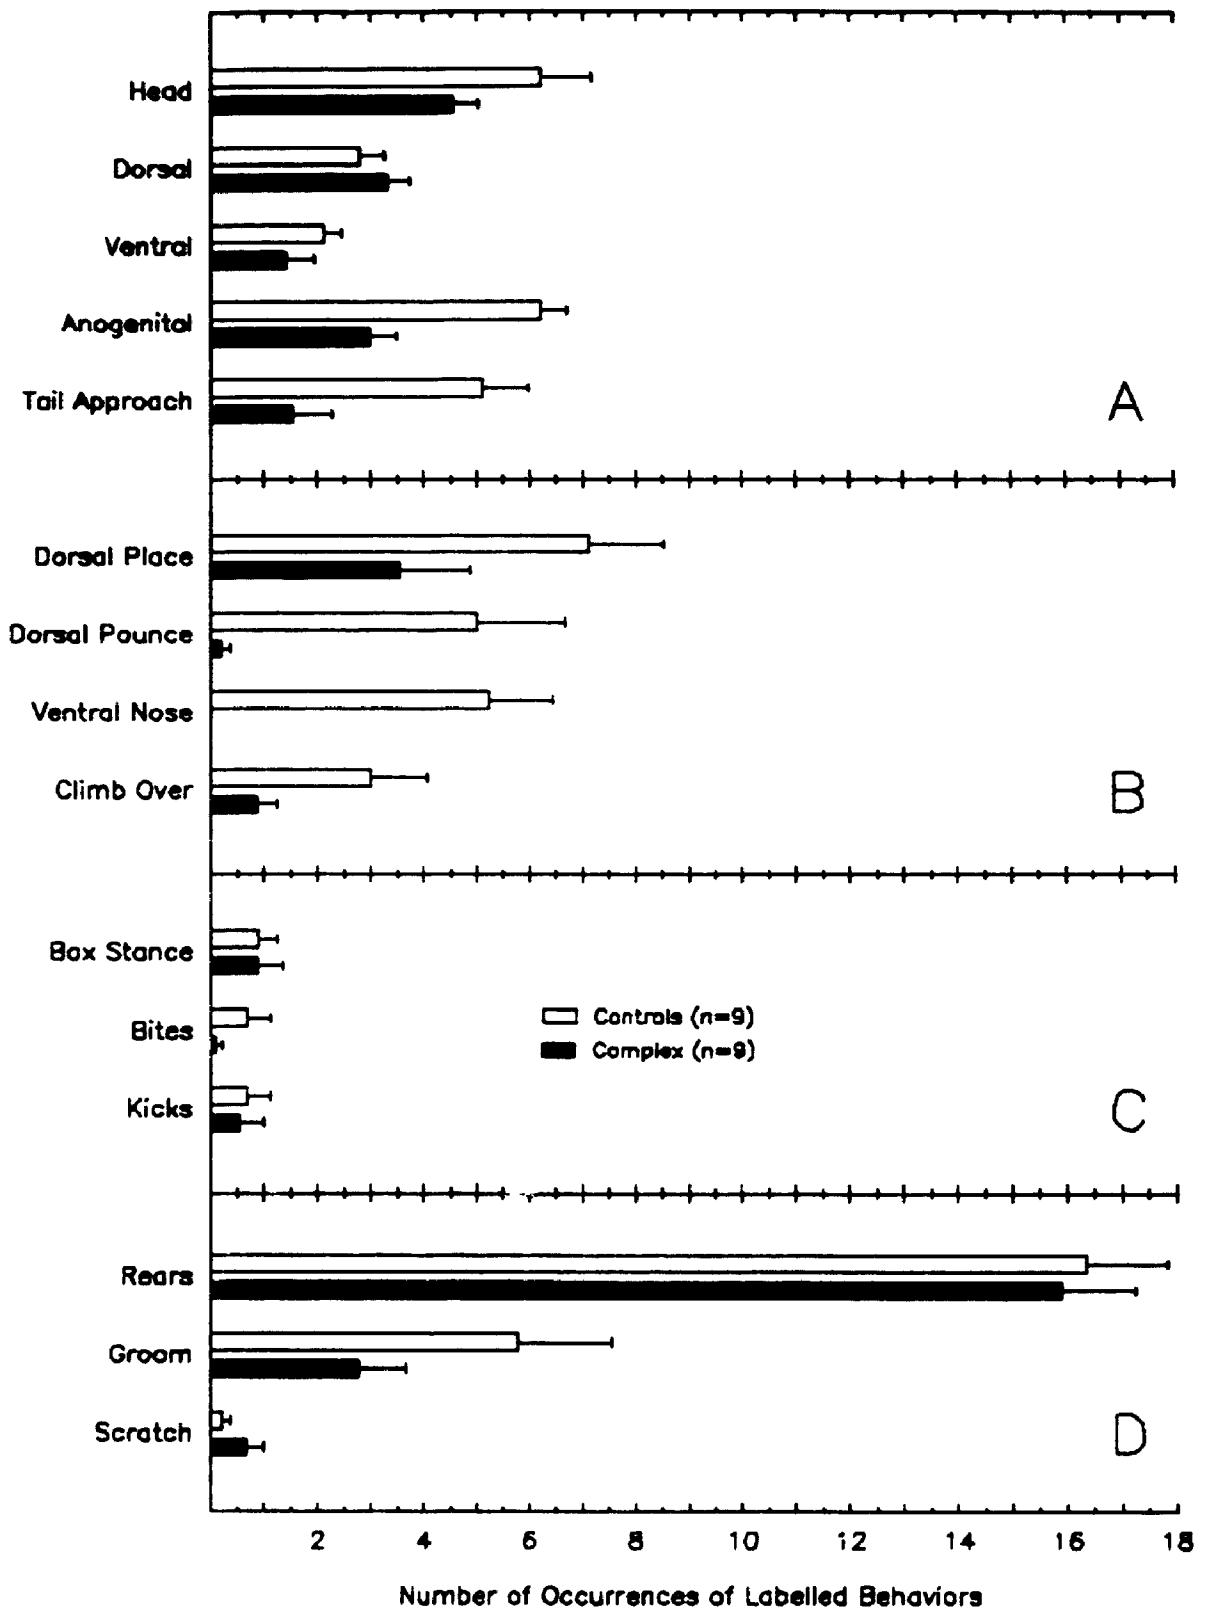 Head
Dorsal
Ventral
Anogenital
Tail Approach
A
Dorsal Place
Dorsal Pounce
Ventral Nose
Climb Over
B
Box Stance
Bites
Kicks
Controls (n=9)
Complex (n=9)
C
Rears
Groom
Scratch
D
2 4 6 8 10 12 14 16 18
Number of Occurrences of Labelled Behaviors